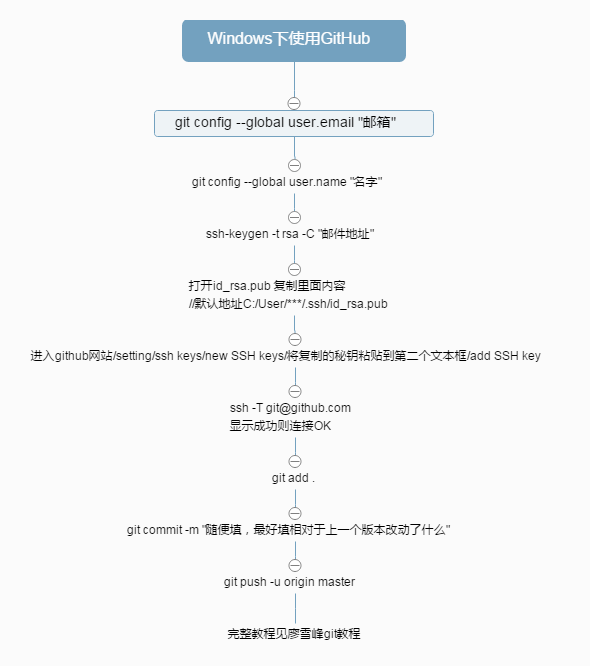 Windows下使用GitHub
git config --global user.email "邮箱"
git config --global user.name "名字"
ssh-keygen -t rsa -C "邮件地址"
打开id_rsa.pub 复制里面内容
//默认地址C:/User/***/.ssh/id_rsa.pub
进入github网站/setting/ssh keys/new SSH keys/将复制的秘钥粘贴到第二个文本框/add SSH key
ssh -T git@github.com
显示成功则连接OK
git add .
git commit -m "随便填，最好填相对于上一个版本改动了什么"
git push -u origin master
完整教程见廖雪峰git教程